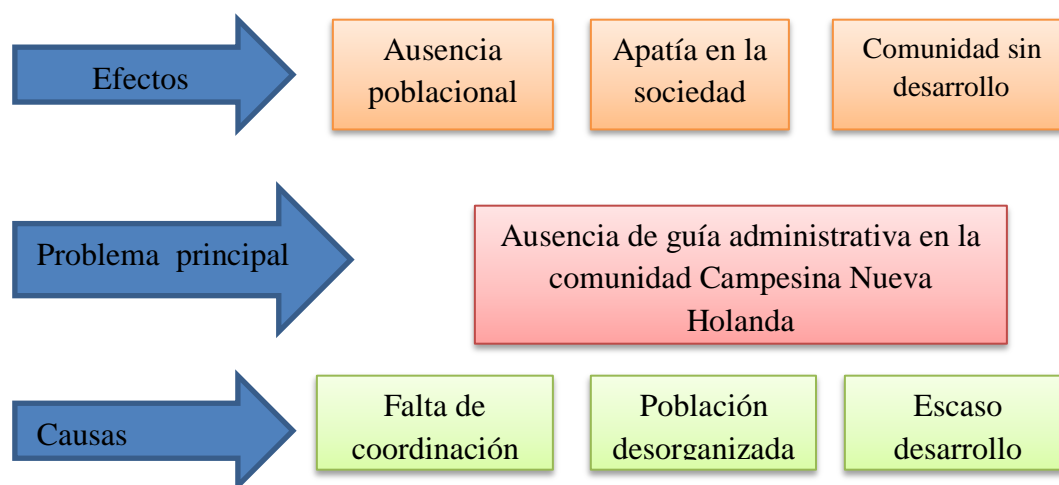 Efectos
Ausencia
poblacional
Apatía en la
sociedad
Comunidad sin
desarrollo
Problema principal
Ausencia de guía administrativa en la
comunidad Campesina Nueva
Holanda
Causas
Falta de
coordinación
Población
desorganizada
Escaso
desarrollo